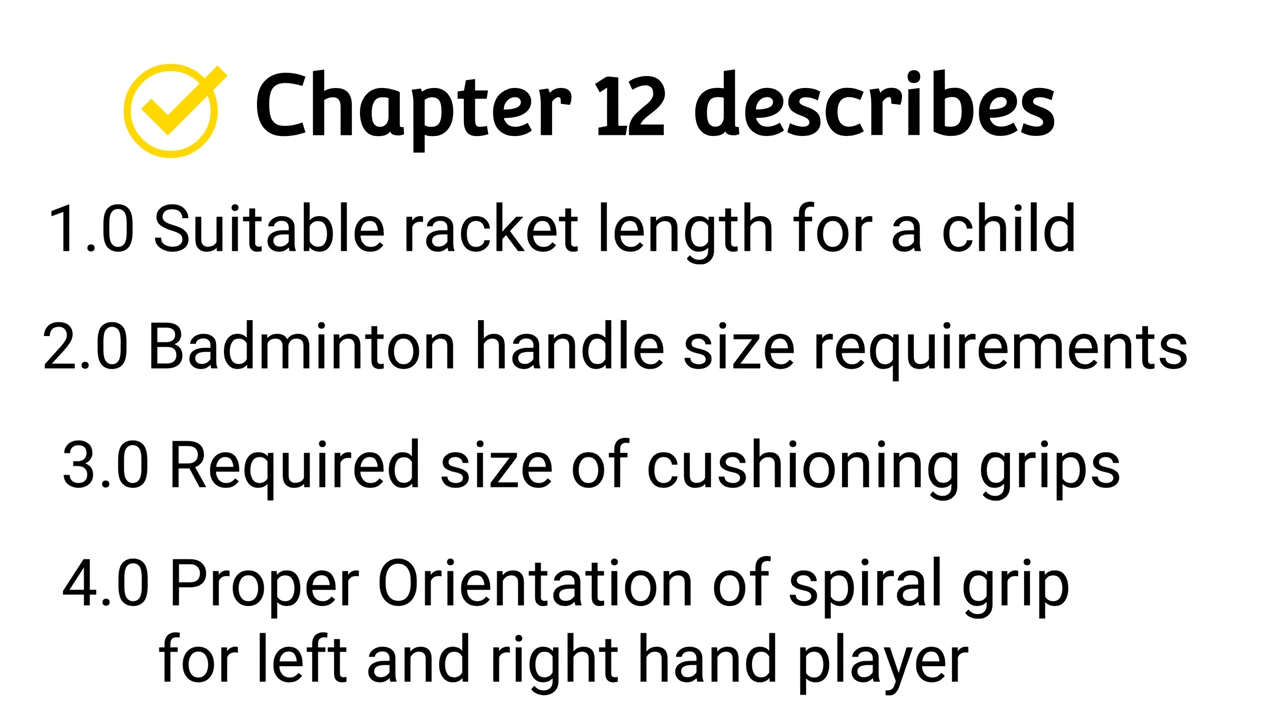 Chapter 12 describes
1.0 Suitable racket length for a child
2.0 Badminton handle size requirements
3.0 Required size of cushioning grips
4.0 Proper Orientation of spiral grip
for left and right hand player